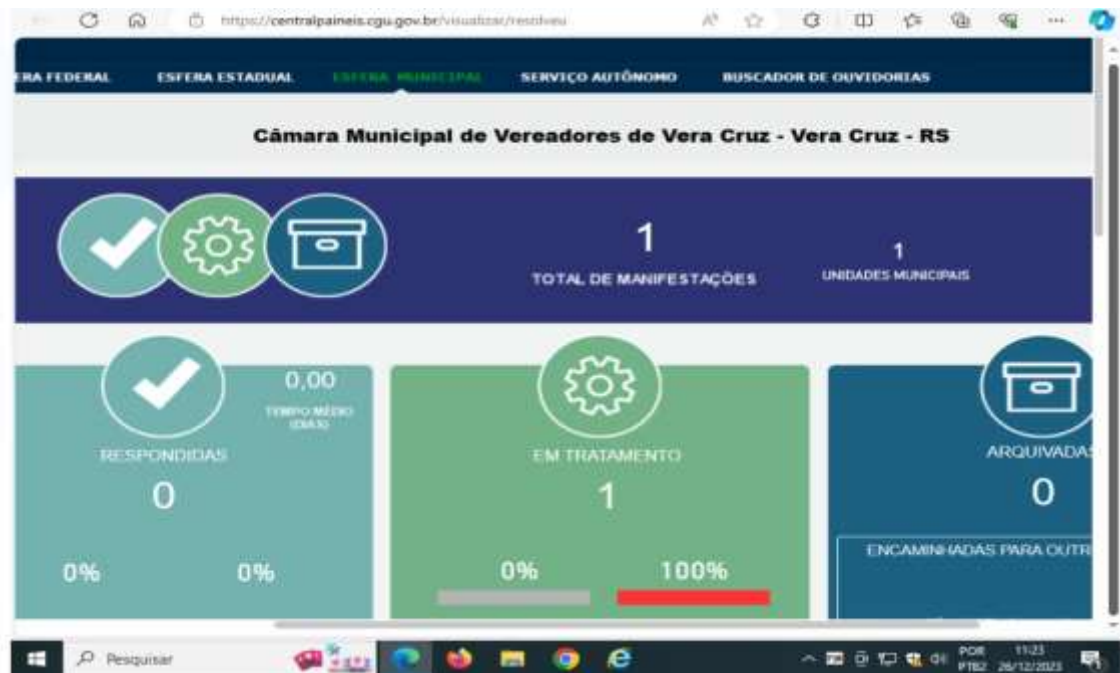 https://centralpaineis.cgu.gov.br/visualizar/resolveu
ERA FEDERAL ESFERA ESTADUAL ESFERA MUNICIPAL SERVIÇO AUTÔNOMO BUSCADOR DE OUVIDORIAS
Câmara Municipal de Vereadores de Vera Cruz - Vera Cruz - RS
1
TOTAL DE MANIFESTAÇÕES
1
UNIDADES MUNICIPAIS
0,00
TEMPO MÉDIO
(DIAS)
RESPONDIDAS
0
0% 0%
EM TRATAMENTO
1
0% 100%
ARQUIVADAS
0
ENCAMINHADAS PARA OUTR
Pesquisar
POR
PTB2
11:23
26/12/2023